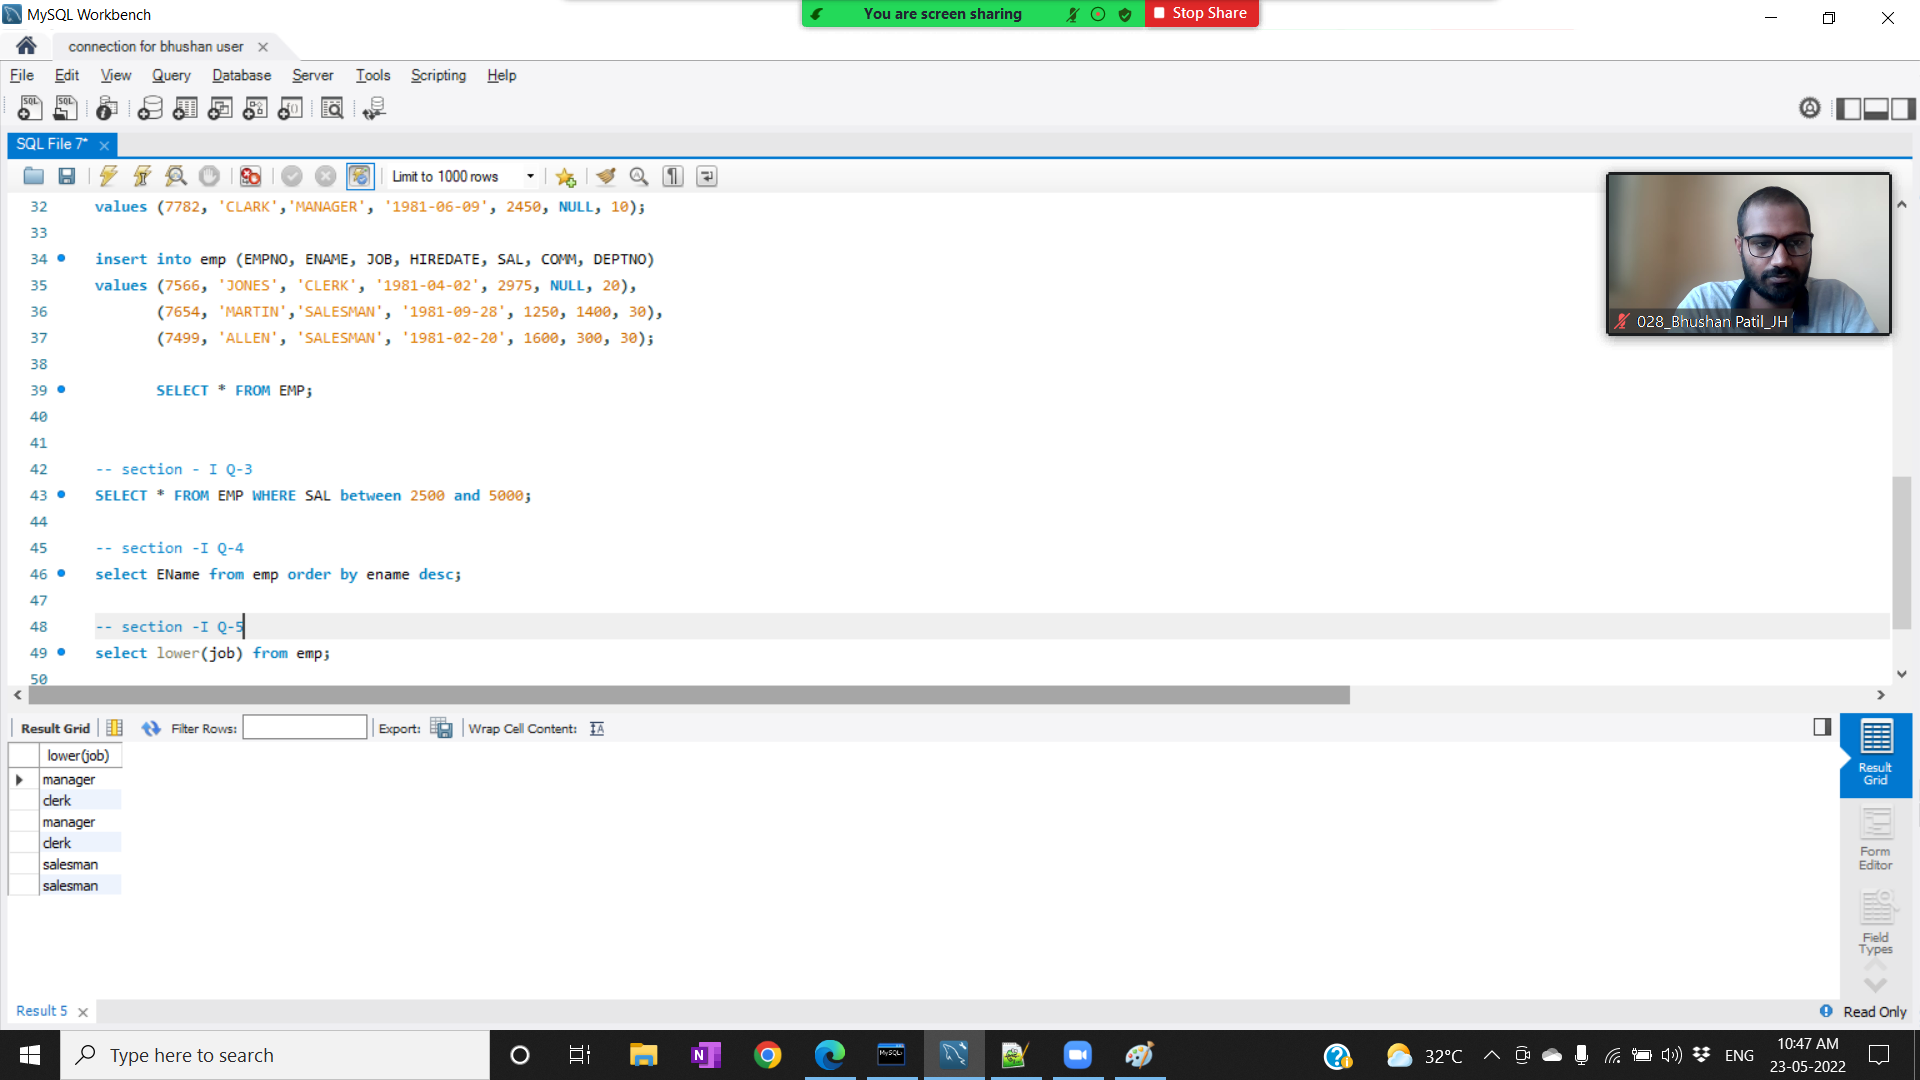 MySQL Workbench
You are screen sharing
Stop Share
connection for bhushan user
File Edit View Query Database Server Tools Scripting Help
SQL File 7*
Limit to 1000 rows
32 values (7782, 'CLARK','MANAGER', '1981-06-09', 2450, NULL, 10);
33
34 insert into emp (EMPNO, ENAME, JOB, HIREDATE, SAL, COMM, DEPTNO)
35 values (7566, 'JONES', 'CLERK', '1981-04-02', 2975, NULL, 20),
36 (7654, 'MARTIN','SALESMAN', '1981-09-28', 1250, 1400, 30),
37 (7499, 'ALLEN', 'SALESMAN', '1981-02-20', 1600, 300, 30);
38
39 SELECT * FROM EMP;
40
41
42 -- section - I Q-3
43 SELECT * FROM EMP WHERE SAL between 2500 and 5000;
44
45 -- section -I Q-4
46 select EName from emp order by ename desc;
47
48 -- section -I Q-5
49 select lower(job) from emp;
50
028_Bhushan Patil_JH
Result Grid Filter Rows: Export: Wrap Cell Content:
lower(job)
manager
clerk
manager
clerk
salesman
salesman
Result
Grid
Form
Editor
Field
Types
Result 5
Read Only
Type here to search
32°C
ENG
10:47 AM
23-05-2022